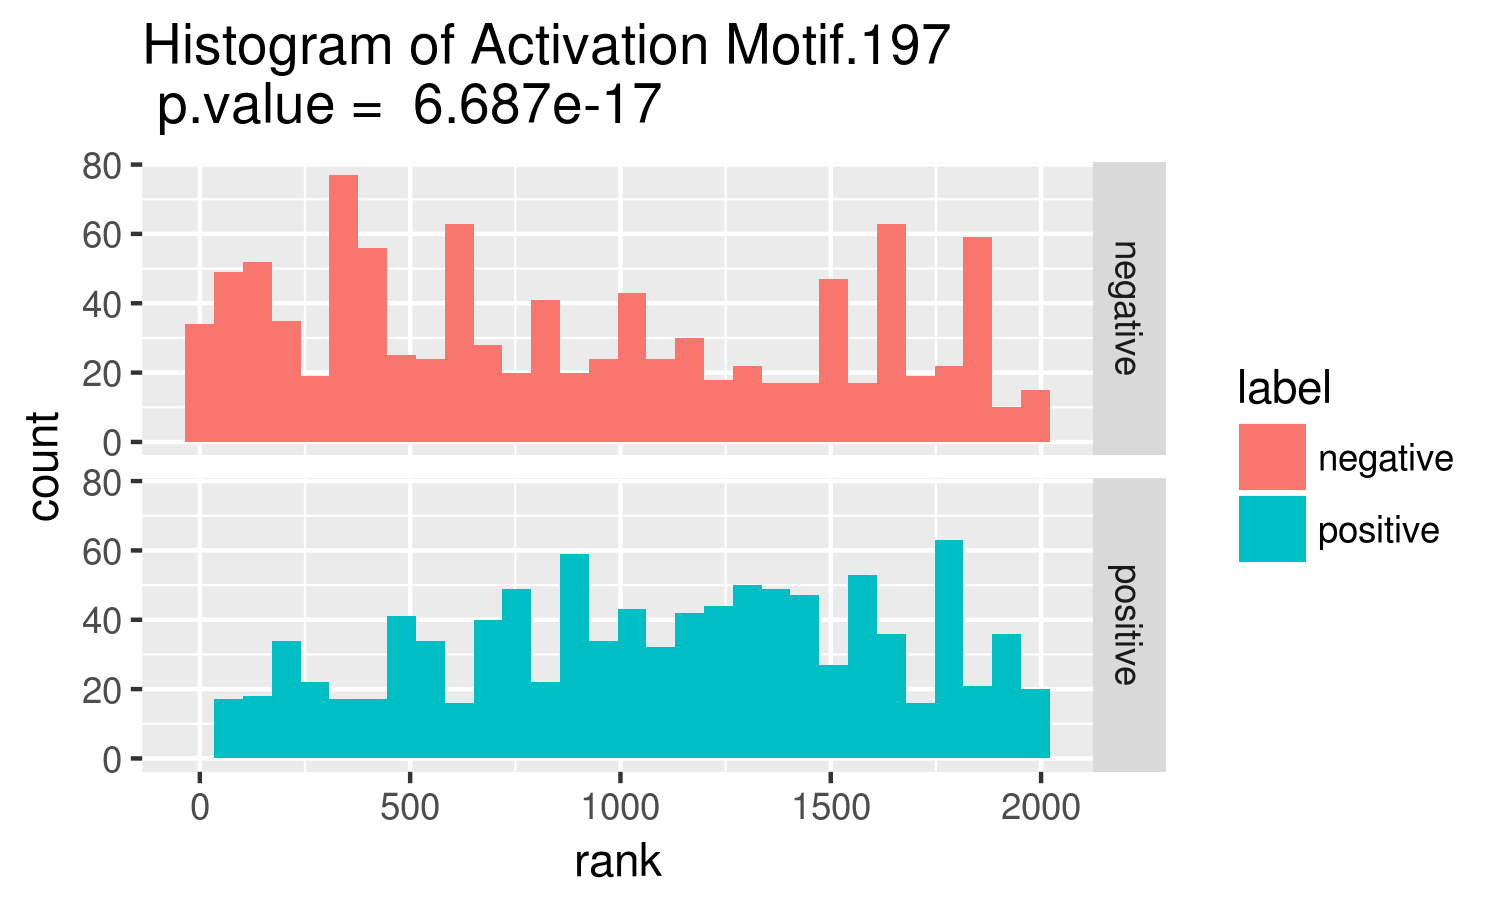 Histogram of Activation Motif.197
p.value =  6.687e-17
80
60
40
20
0
negative
80
60
40
20
0
positive
count
0 500 1000 1500 2000
rank
label
negative
positive